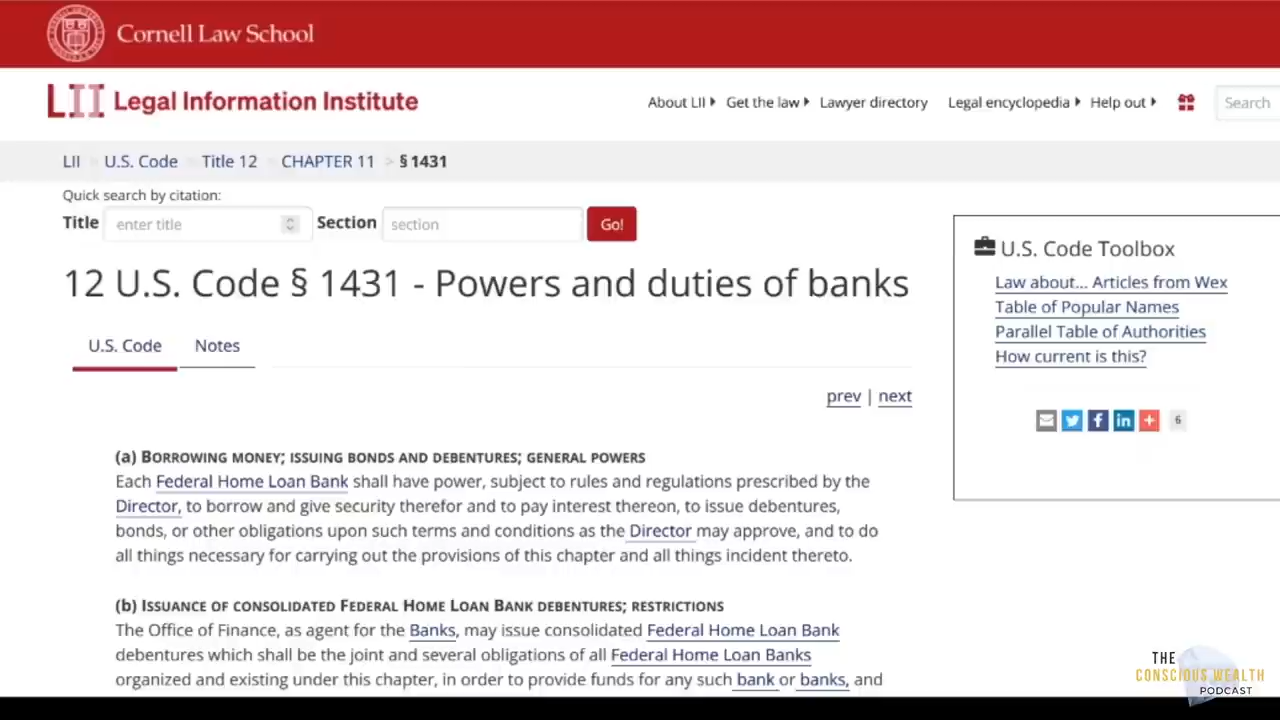 Cornell Law School
LII Legal Information Institute
About LII Get the law Lawyer directory Legal encyclopedia Help out Search
LII U.S. Code Title 12 CHAPTER 11 > § 1431
Quick search by citation:
Title enter title Section section Go!
12 U.S. Code § 1431 - Powers and duties of banks
U.S. Code Notes
prev | next
(a) BORROWING MONEY; ISSUING BONDS AND DEBENTURES; GENERAL POWERS
Each Federal Home Loan Bank shall have power, subject to rules and regulations prescribed by the
Director, to borrow and give security therefor and to pay interest thereon, to issue debentures,
bonds, or other obligations upon such terms and conditions as the Director may approve, and to do
all things necessary for carrying out the provisions of this chapter and all things incident thereto.
(b) ISSUANCE OF CONSOLIDATED FEDERAL HOME LOAN BANK DEBENTURES; RESTRICTIONS
The Office of Finance, as agent for the Banks, may issue consolidated Federal Home Loan Bank
debentures which shall be the joint and several obligations of all Federal Home Loan Banks
organized and existing under this chapter, in order to provide funds for any such bank or banks, and
U.S. Code Toolbox
Law about... Articles from Wex
Table of Popular Names
Parallel Table of Authorities
How current is this?
6
THE
CONSCIOUS WEALTH
PODCAST